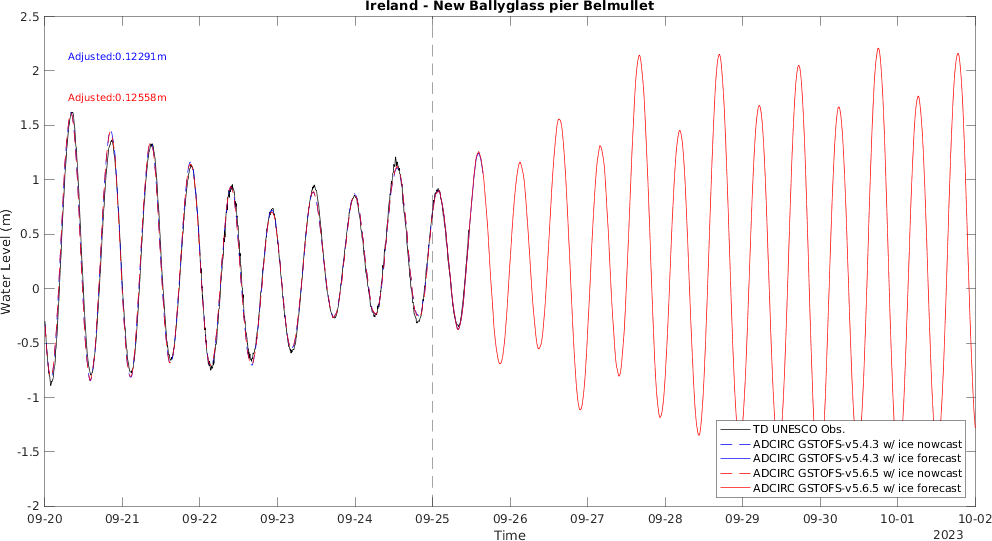 Ireland - New Ballyglass pier Belmullet
Water Level (m)
2.5
2
1.5
1
0.5
0
-0.5
-1
-1.5
-2
Adjusted:0.12291m
Adjusted:0.12558m
TD UNESCO Obs.
ADCIRC GSTOFS-v5.4.3 w/ ice nowcast
ADCIRC GSTOFS-v5.4.3 w/ ice forecast
ADCIRC GSTOFS-v5.6.5 w/ ice nowcast
ADCIRC GSTOFS-v5.6.5 w/ ice forecast
09-20 09-21 09-22 09-23 09-24 09-25 09-26 09-27 09-28 09-29 09-30 10-01 10-02
Time
2023